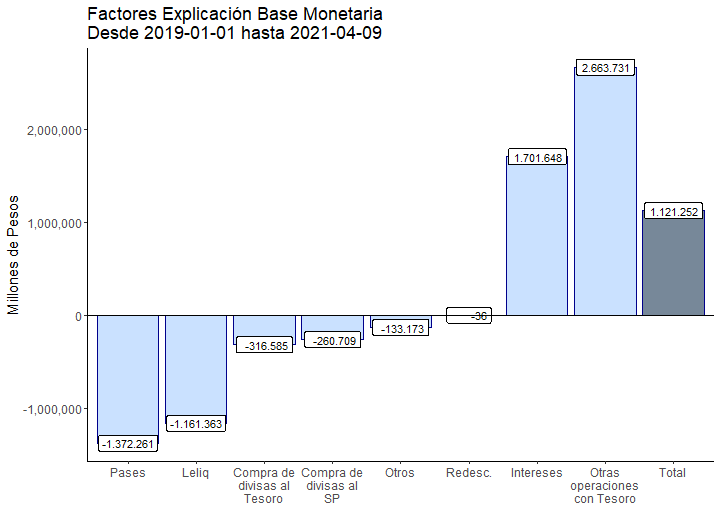 Factores Explicación Base Monetaria
Desde 2019-01-01 hasta 2021-04-09
Millones de Pesos
2,000,000
1,000,000
0
-1,000,000
-1.372.261
-1.161.363
-316.585
-260.709
-133.173
-36
1.701.648
2.663.731
1.121.252
Pases
Leliq
Compra de
divisas al
Tesoro
Compra de
divisas al
SP
Otros
Redesc.
Intereses
Otras
operaciones
con Tesoro
Total